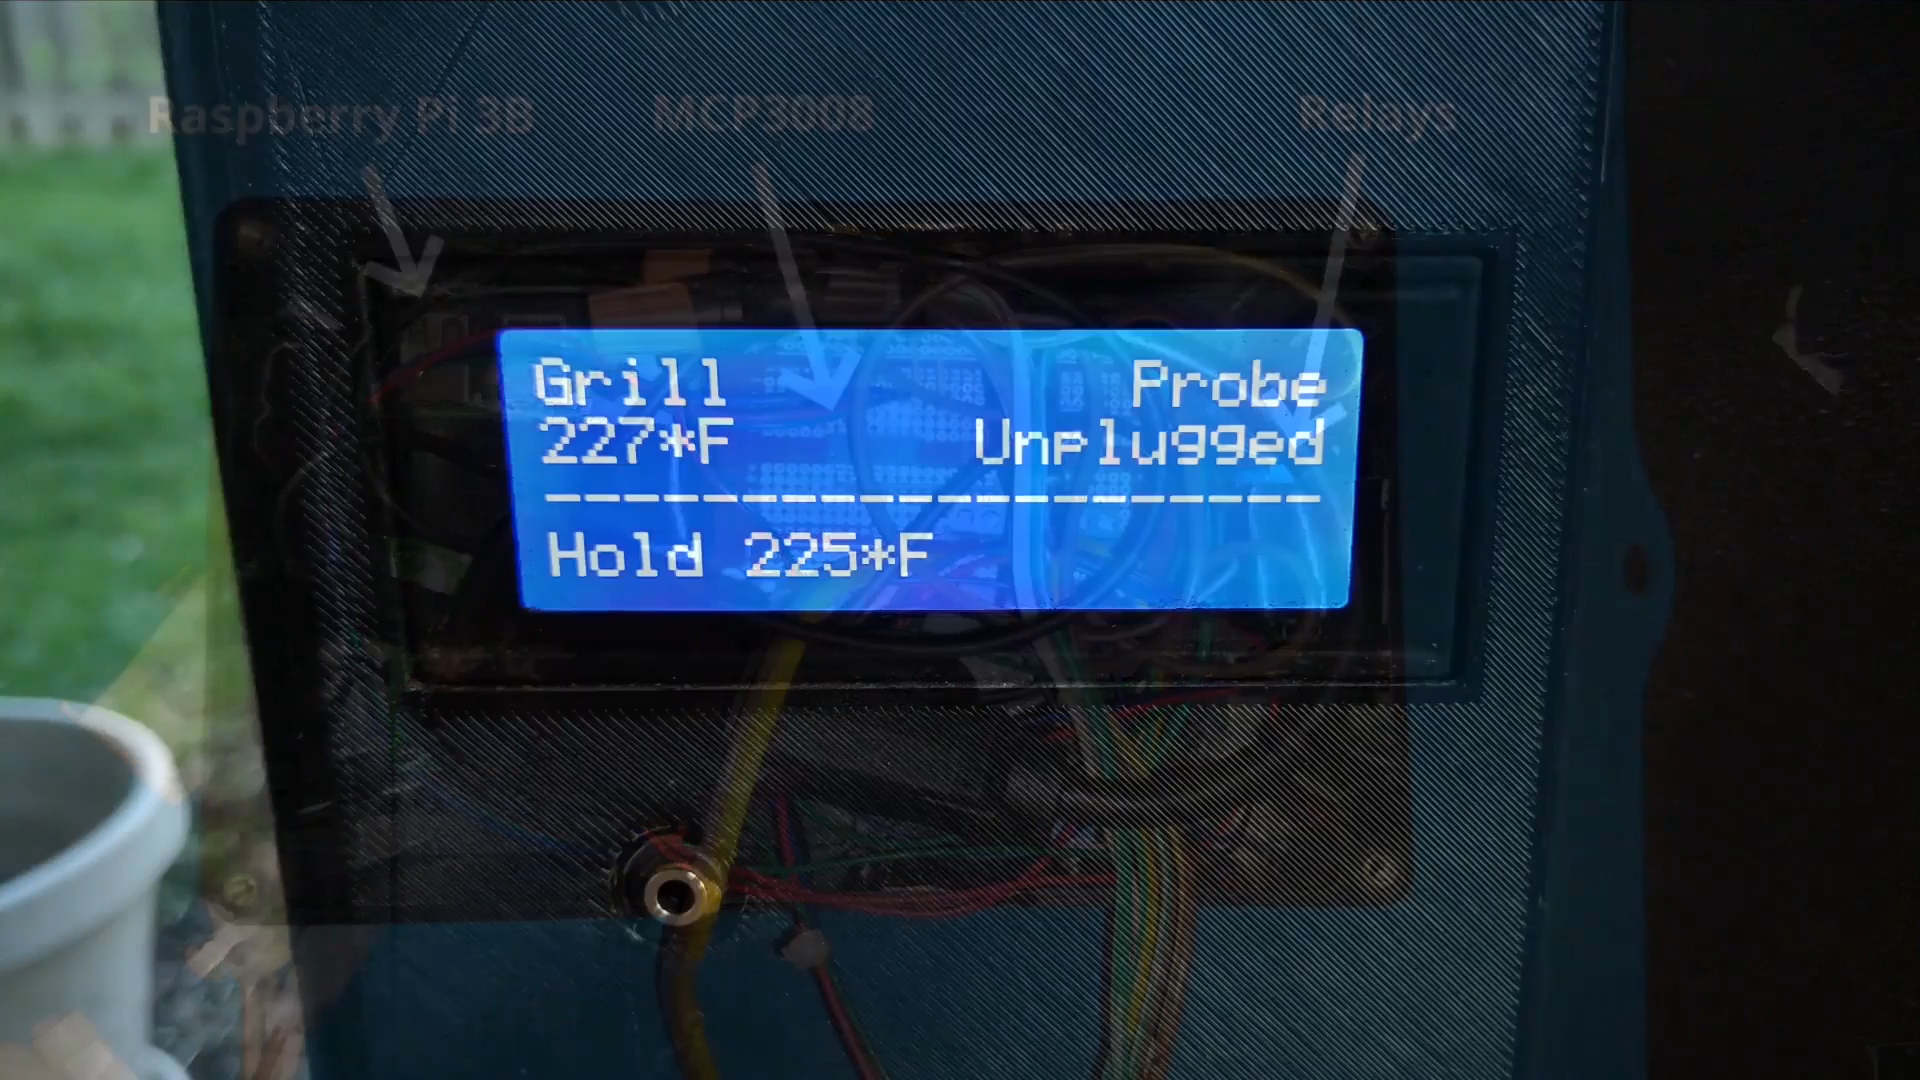 Raspberry Pi 3B
MCP3008
Relays
Grill
Probe
227*F
Unplugged
--------------------
Hold 225*F